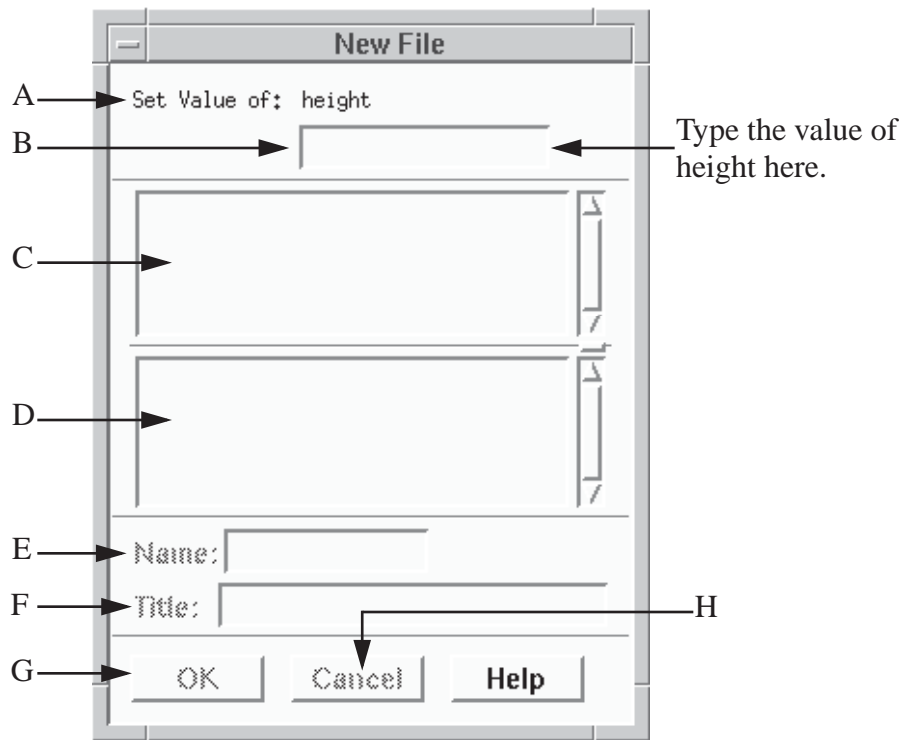 New File
A
Set Value of: height
B
Type the value of
height here.
C
D
E
Name:
F
Title:
H
G
OK
Cancel
Help